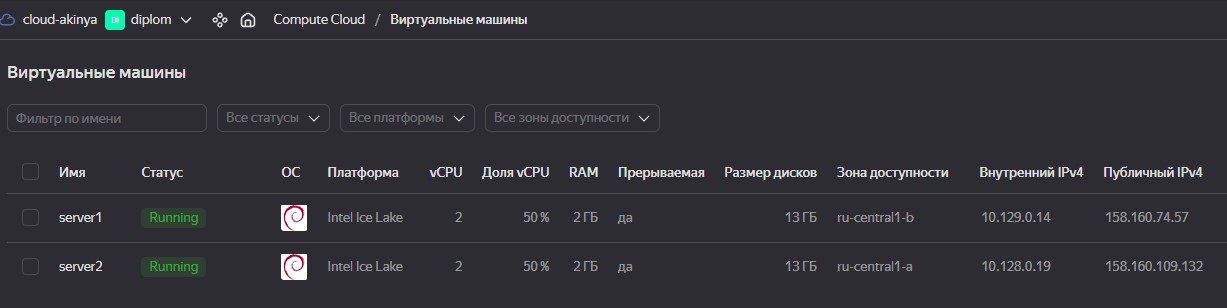 cloud-akinya DI diplom Compute Cloud / Виртуальные машины
Виртуальные машины
Фильтр по имени Все статусы Все платформы Все зоны доступности
Имя Статус ОС Платформа vCPU Доля vCPU RAM Прерываемая Размер дисков Зона доступности Внутренний IPv4 Публичный IPv4
server1 Running Intel Ice Lake 2 50 % 2 ГБ да 13 ГБ ru-central1-b 10.129.0.14 158.160.74.57
server2 Running Intel Ice Lake 2 50 % 2 ГБ да 13 ГБ ru-central1-a 10.128.0.19 158.160.109.132